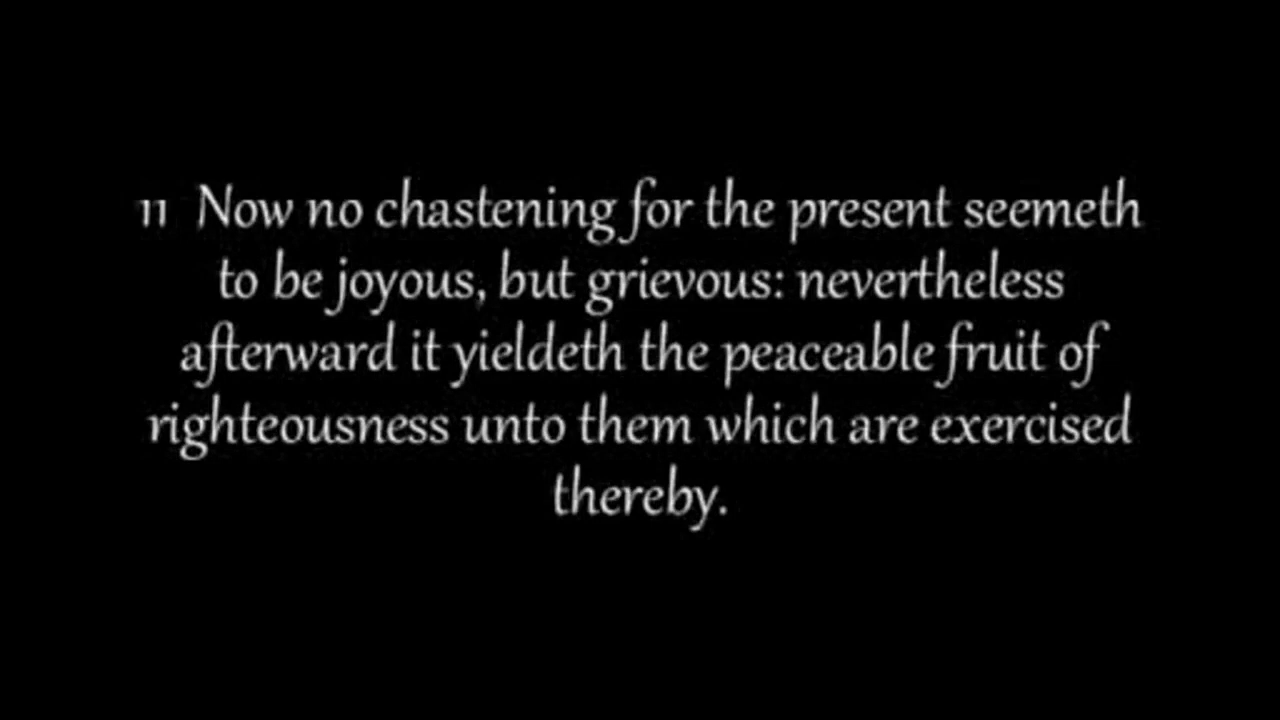 11 Now no chastening for the present seemeth
to be joyous, but grievous: nevertheless
afterward it yieldeth the peaceable fruit of
righteousness unto them which are exercised
thereby.